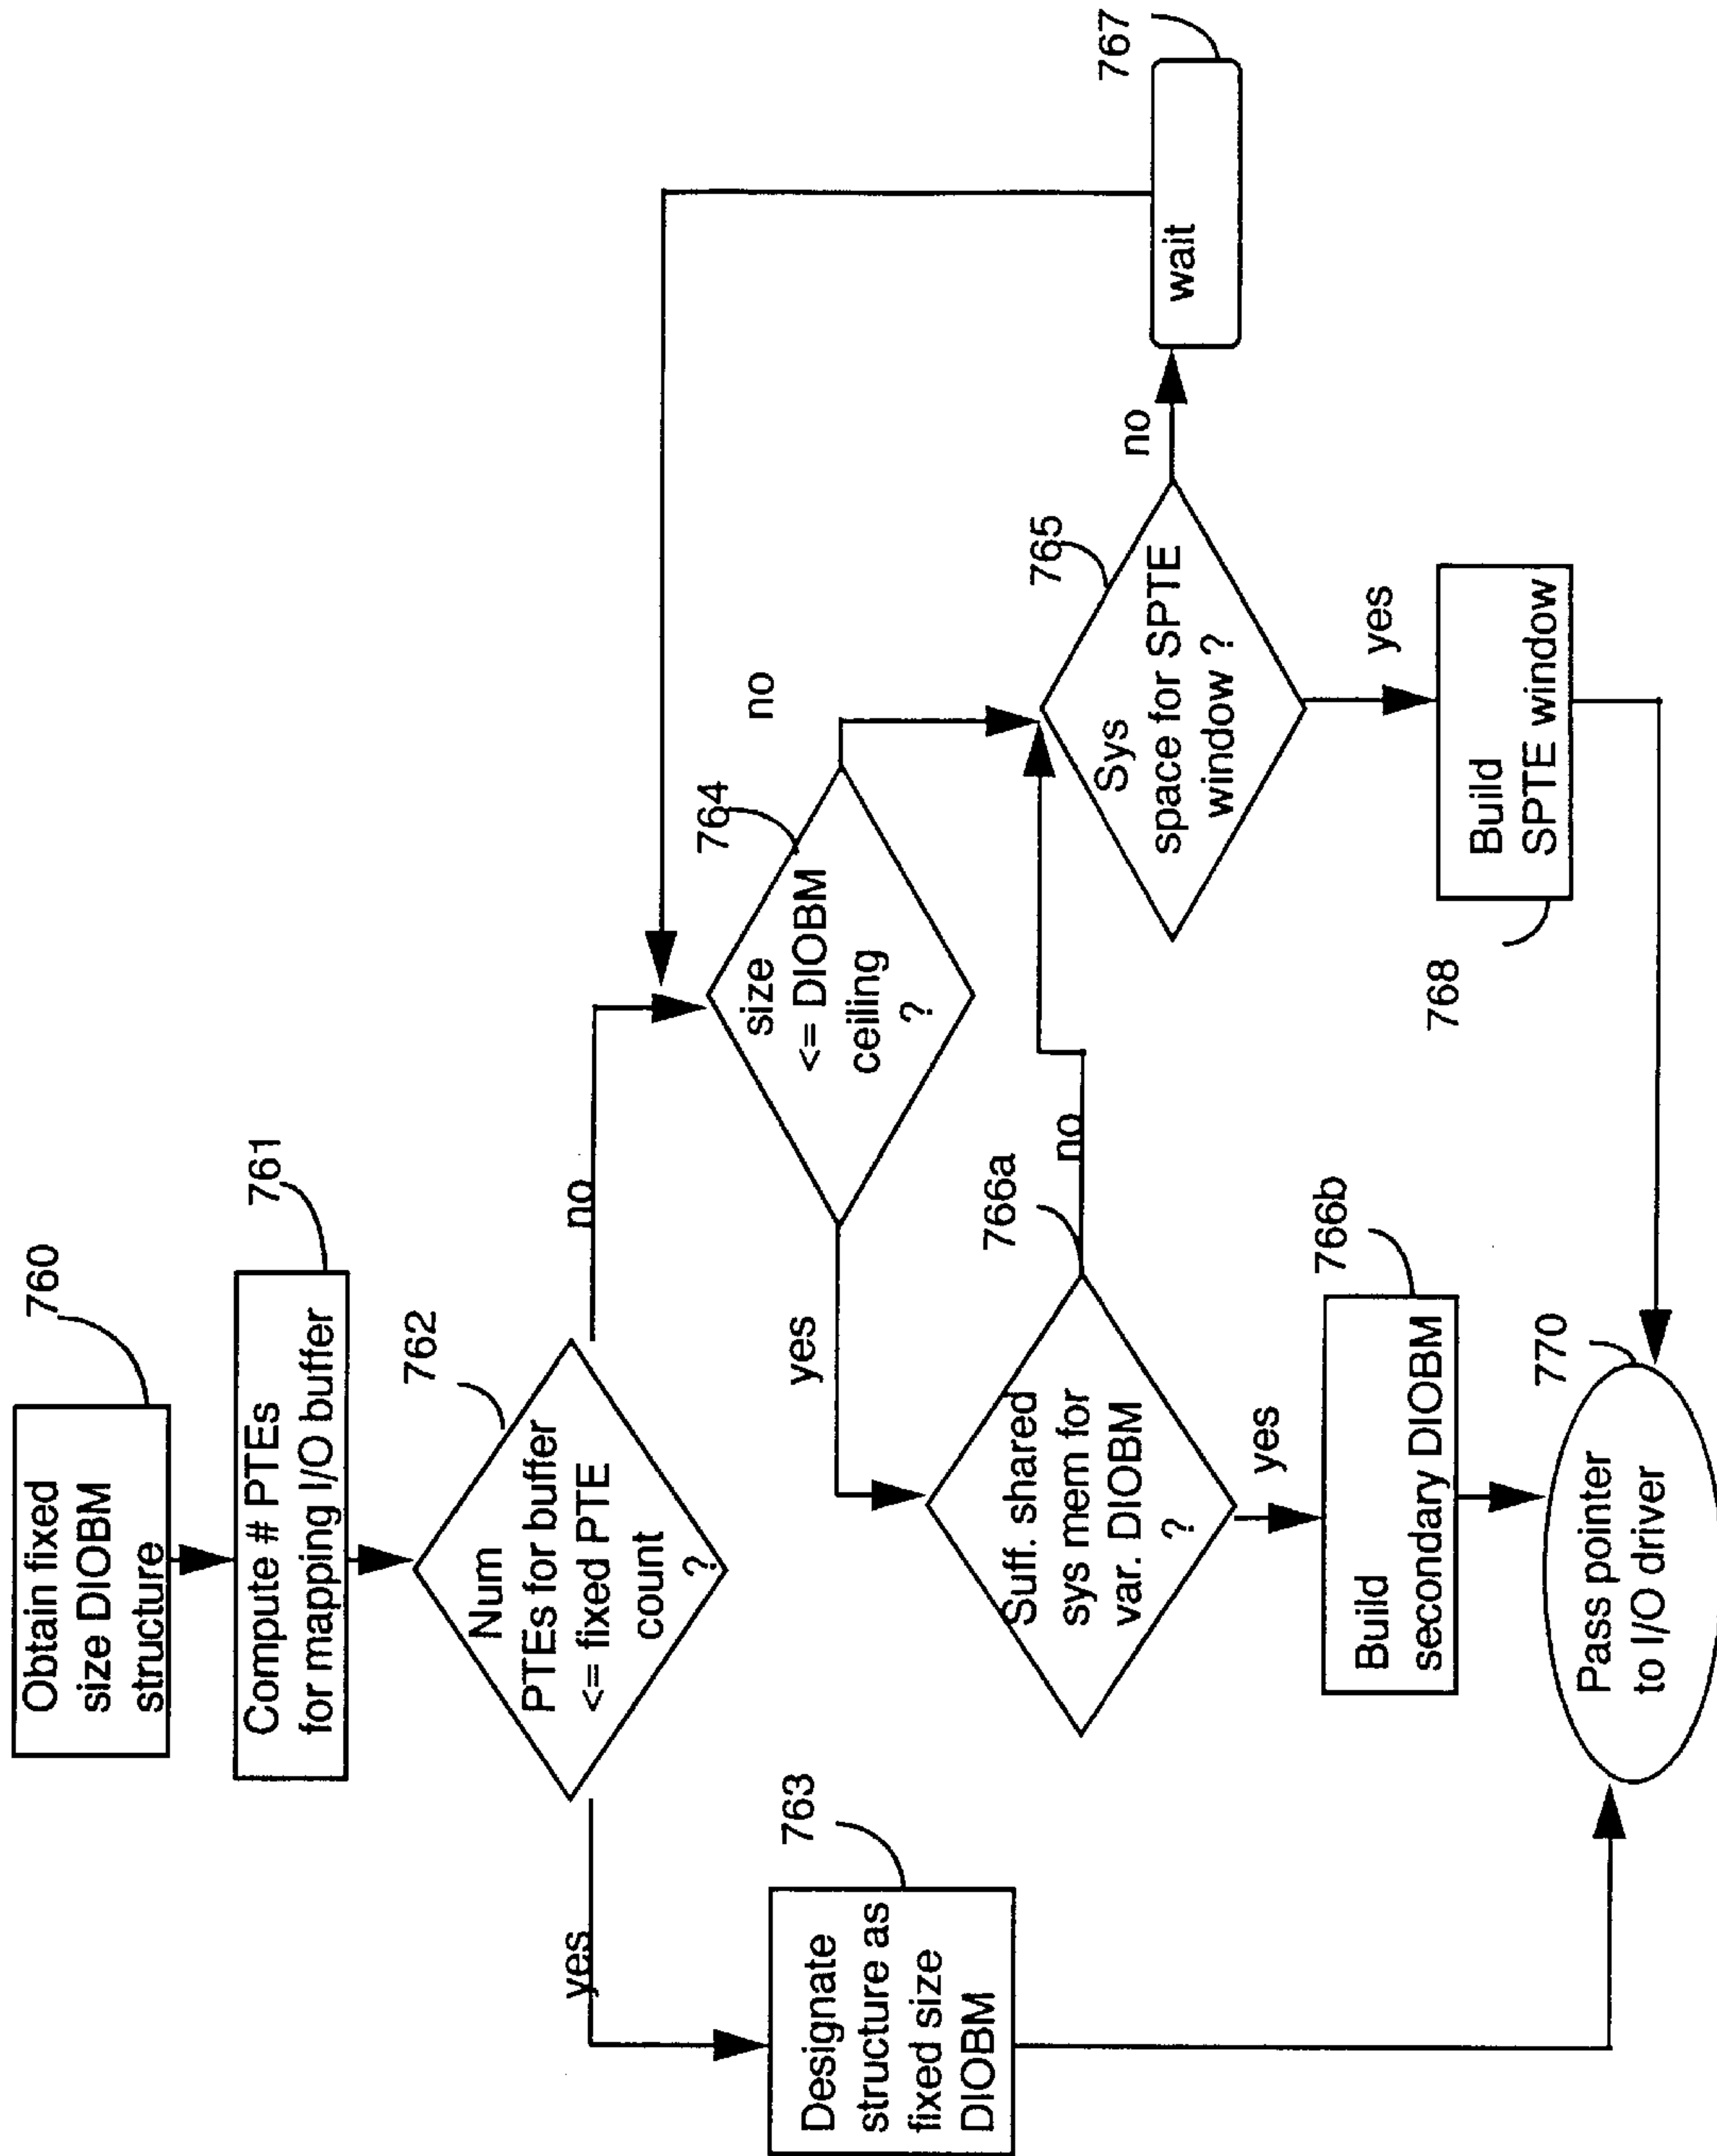 760
Obtain fixed
size DIOBM
structure
761
Compute # PTEs
for mapping I/O buffer
762
Num
PTEs for buffer
<= fixed PTE
count
?
yes
no
763
Designate
structure as
fixed size
DIOBM
764
size
<= DIOBM
ceiling
?
yes
no
766a
Suff. shared
sys mem for
var. DIOBM
?
no
yes
765
Sys
space for SPTE
window ?
no
yes
767
wait
766b
Build
secondary DIOBM
768
Build
SPTE window
770
Pass pointer
to I/O driver